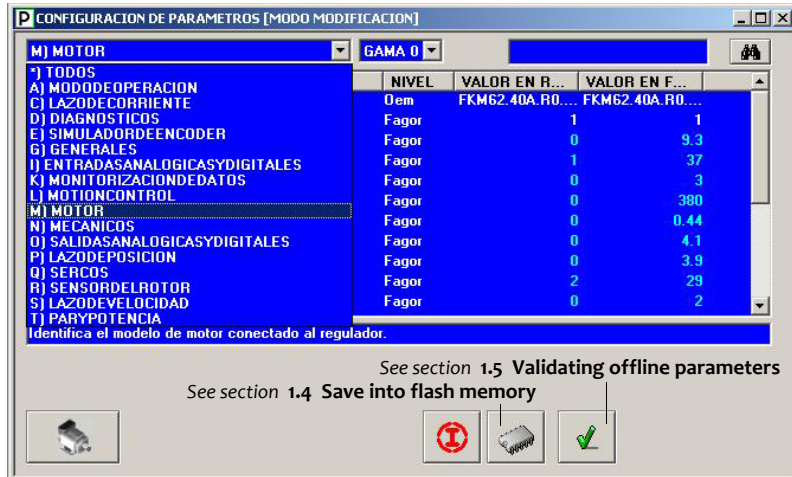 P CONFIGURACION DE PARAMETROS [MODO MODIFICACION]
M) MOTOR GAMA 0
*) TODOS
A) MODODEOPERACION
C) LAZODECORRIENTE
D) DIAGNOSTICOS
E) SIMULADORDEENCODER
G) GENERALES
I) ENTRADASANALOGICASYDIGITALES
K) MONITORIZACIONDEDATOS
L) MOTIONCONTROL
M) MOTOR
N) MECANICOS
O) SALIDASANALOGICASYDIGITALES
P) LAZODEPOSICION
Q) SERCOS
R) SENSORDELROTOR
S) LAZODEVELOCIDAD
T) PARYPOTENCIA
NIVEL VALOR EN R... VALOR EN F...
Oem FKM62.40A.R0.... FKM62.40A.R0....
Fagor 1 1
Fagor 0 9.3
Fagor 1 37
Fagor 0 3
Fagor 0 380
Fagor 0 0.44
Fagor 0 4.1
Fagor 0 3.9
Fagor 2 29
Fagor 0 2
Identifica el modelo de motor conectado al regulador.
See section 1.5 Validating offline parameters
See section 1.4 Save into flash memory